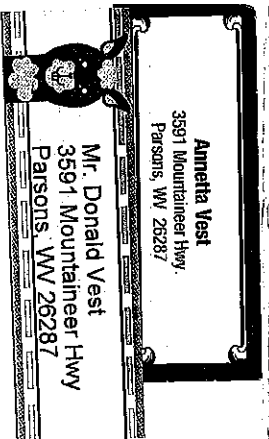 Annetta Vest
3591 Mountaineer Hwy.
Parsons, WV 26287
Mr. Donald Vest
3591 Mountaineer Hwy
Parsons, WV 26287